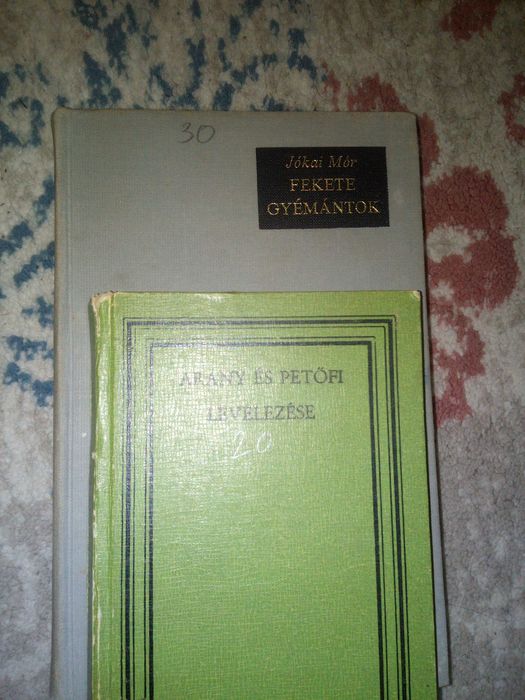 30
Jókai Mór
FEKETE
GYÉMÁNTOK
ARANY ÉS PETŐFI
LEVELEZÉSE
20